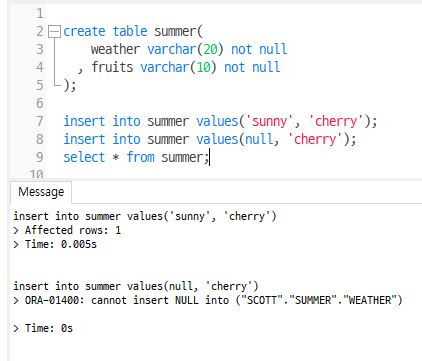 1
2 create table summer(
3 weather varchar(20) not null
4 , fruits varchar(10) not null
5 );
6
7 insert into summer values('sunny', 'cherry');
8 insert into summer values(null, 'cherry');
9 select * from summer;
10
Message
insert into summer values('sunny', 'cherry')
> Affected rows: 1
> Time: 0.005s
insert into summer values(null, 'cherry')
> ORA-01400: cannot insert NULL into ("SCOTT"."SUMMER"."WEATHER")
> Time: 0s